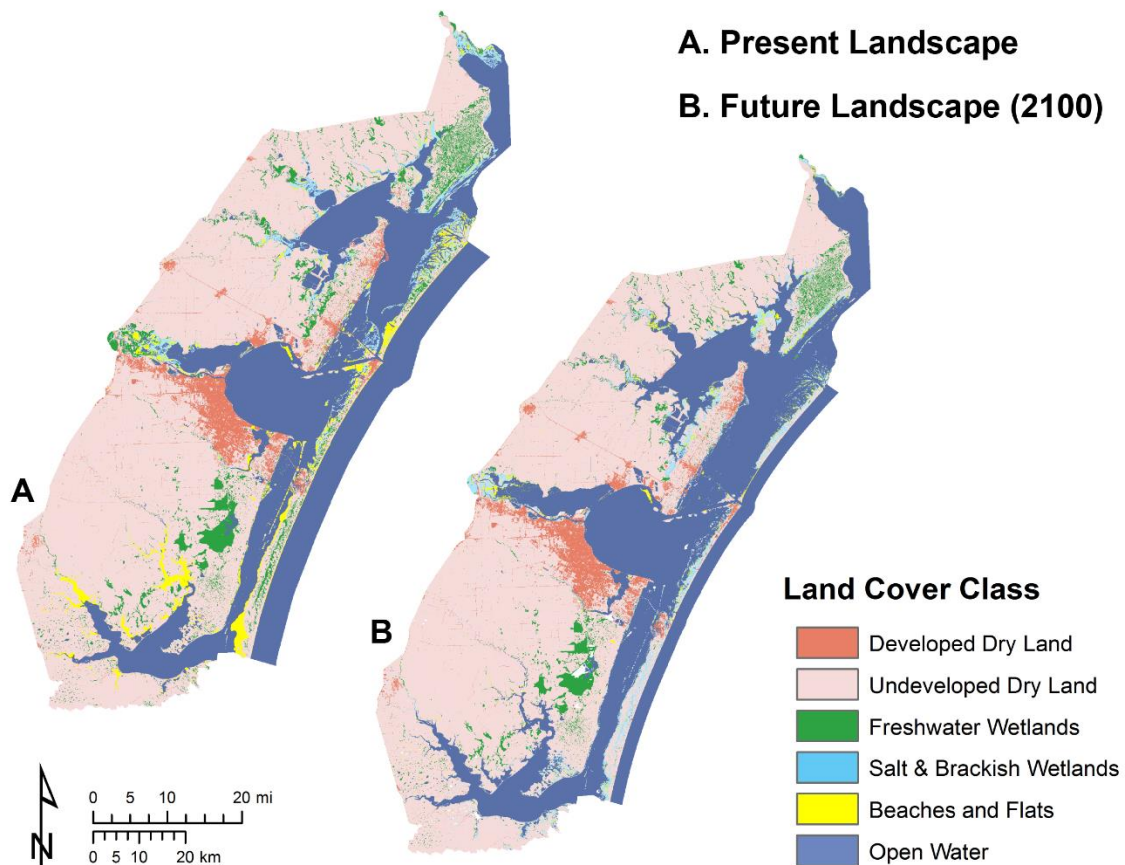 A. Present Landscape
B. Future Landscape (2100)
A
B
Land Cover Class
Developed Dry Land
Undeveloped Dry Land
Freshwater Wetlands
Salt & Brackish Wetlands
Beaches and Flats
Open Water
N
0 5 10 20 mi
0 5 10 20 km